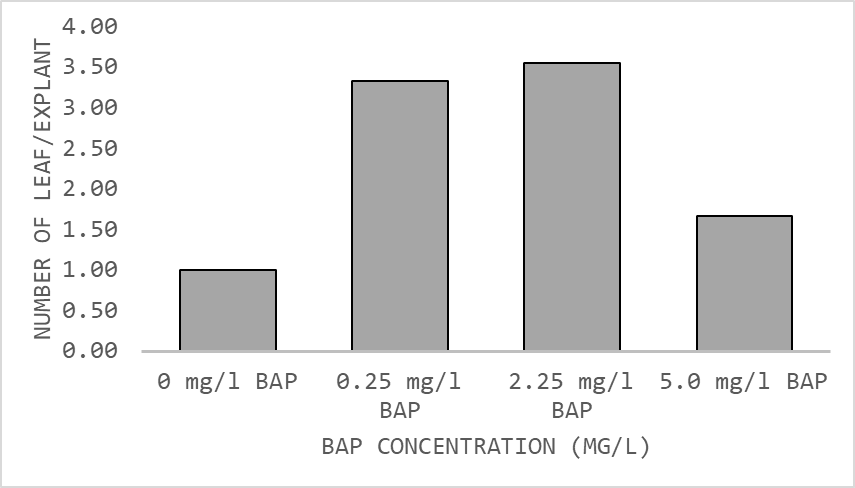 NUMBER OF LEAF/EXPLANT
4.00
3.50
3.00
2.50
2.00
1.50
1.00
0.50
0.00
0 mg/l BAP
0.25 mg/l
BAP
2.25 mg/l
BAP
5.0 mg/l BAP
BAP CONCENTRATION (MG/L)